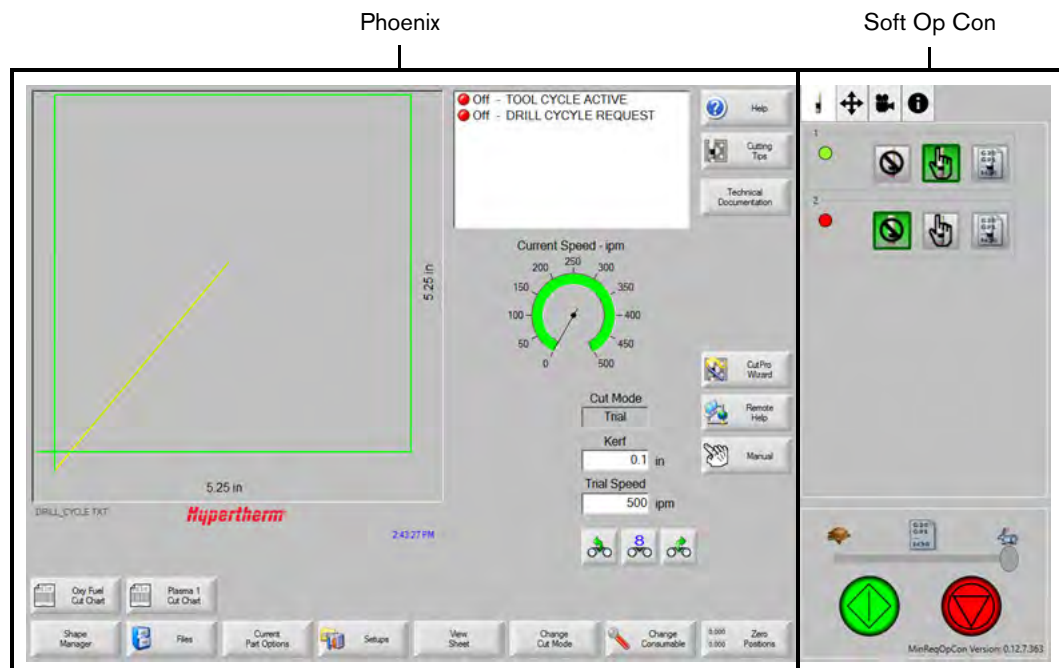 Phoenix
Soft Op Con
Off - TOOL CYCLE ACTIVE
Off - DRILL CYCYLE REQUEST
Help
Cutting
Tips
Technical
Documentation
Current Speed - ipm
0
50
100
150
200
250
300
350
400
450
500
5.25 in
5.25 in
Cut Mode
Trial
Kerf
0.1 in
Trial Speed
500 ipm
8
CutPro
Wizard
Remote
Help
Manual
DRILL_CYCLE.TXT
Hypertherm
2:43:27 PM
Oxy Fuel
Cut Chart
Plasma 1
Cut Chart
Shape
Manager
Files
Current
Part Options
Setups
View
Sheet
Change
Cut Mode
Change
Consumable
0.000
0.000
Zero
Positions
1
2
MinReqOpCon Version: 0.12.7.363